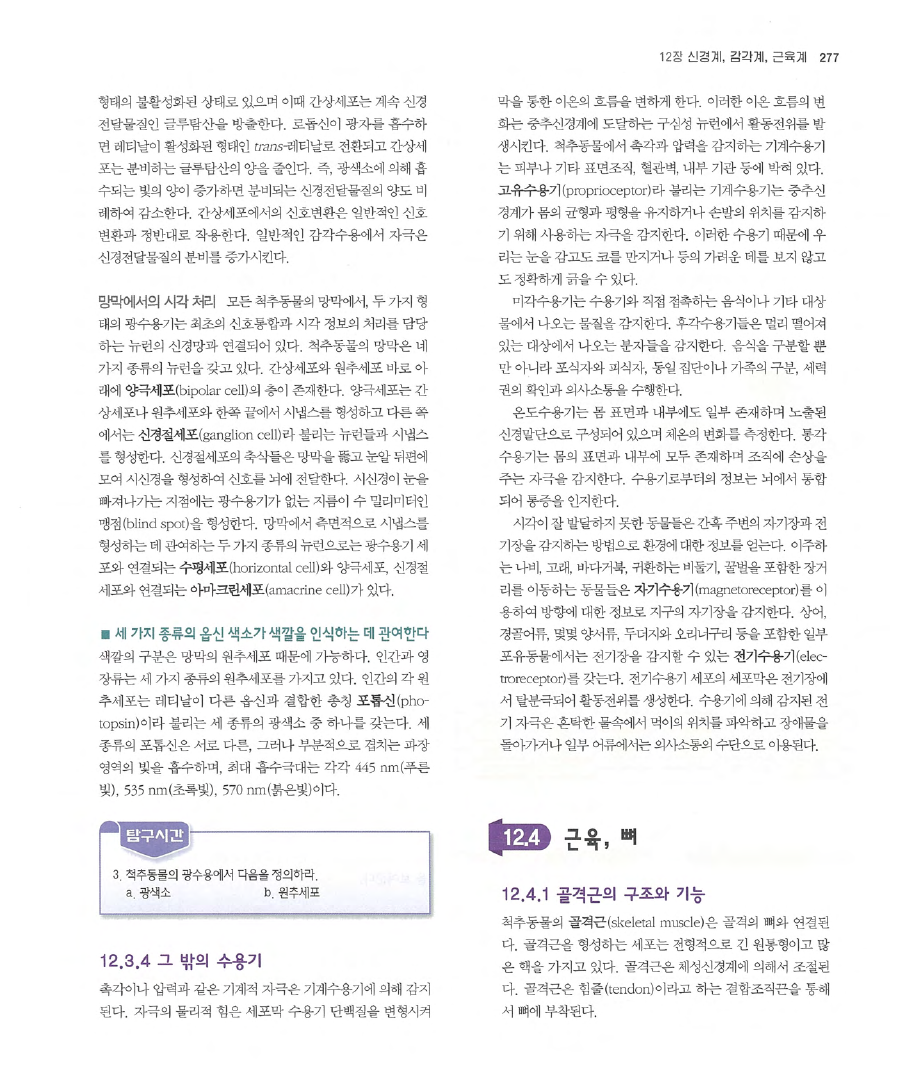 12장 신경계, 감각계, 근육계 277
형태의 불활성화된 상태로 있으며 이때 간상세포는 계속 신경
전달물질인 글루탐산을 방출한다. 로돕신이 광자를 흡수하
면 레티날이 활성화된 형태인 trans-레티날로 전환되고 간상세
포는 분비하는 글루탐산의 양을 줄인다. 즉, 광색소에 의해 흡
수되는 빛의 양이 증가하면 분비되는 신경전달물질의 양도 비
례하여 감소한다. 간상세포에서의 신호변환은 일반적인 신호
변환과 정반대로 작용한다. 일반적인 감각수용에서 자극은
신경전달물질의 분비를 증가시킨다.
망막에서의 시각 처리 모든 척추동물의 망막에서, 두 가지 형
태의 광수용기는 최초의 신호통합과 시각 정보의 처리를 담당
하는 뉴런의 신경망과 연결되어 있다. 척추동물의 망막은 네
가지 종류의 뉴런을 갖고 있다. 간상세포와 원추세포 바로 아
래에 양극세포(bipolar cell)의 층이 존재한다. 양극세포는 간
상세포나 원추세포와 한쪽 끝에서 시냅스를 형성하고 다른 쪽
에서는 신경절세포(ganglion cell)라 불리는 뉴런들과 시냅스
를 형성한다. 신경절세포의 축삭들은 망막을 뚫고 눈알 뒤편에
모여 시신경을 형성하여 신호를 뇌에 전달한다. 시신경이 눈을
빠져나가는 지점에는 광수용기가 없는 지름이 수 밀리미터인
맹점(blind spot)을 형성한다. 망막에서 측면적으로 시냅스를
형성하는 데 관여하는 두 가지 종류의 뉴런으로는 광수용기 세
포와 연결되는 수평세포(horizontal cell)와 양극세포, 신경절
세포와 연결되는 아마크린세포(amacrine cell)가 있다.
■ 세 가지 종류의 옵신 색소가 색깔을 인식하는 데 관여한다
색깔의 구분은 망막의 원추세포 때문에 가능하다. 인간과 영
장류는 세 가지 종류의 원추세포를 가지고 있다. 인간의 각 원
추세포는 레티날이 다른 옵신과 결합한 총칭 포톱신(pho-
topsin)이라 불리는 세 종류의 광색소 중 하나를 갖는다. 세
종류의 포톱신은 서로 다른, 그러나 부분적으로 겹치는 파장
영역의 빛을 흡수하며, 최대 흡수극대는 각각 445 nm(푸른
빛), 535 nm(초록빛), 570 nm(붉은빛)이다.
탐구시간
3. 척추동물의 광수용에서 다음을 정의하라.
a. 광색소 b. 원추세포
12.3.4 그 밖의 수용기
촉각이나 압력과 같은 기계적 자극은 기계수용기에 의해 감지
된다. 자극의 물리적 힘은 세포막 수용기 단백질을 변형시켜
막을 통한 이온의 흐름을 변하게 한다. 이러한 이온 흐름의 변
화는 중추신경계에 도달하는 구심성 뉴런에서 활동전위를 발
생시킨다. 척추동물에서 촉각과 압력을 감지하는 기계수용기
는 피부나 기타 표면조직, 혈관벽, 내부 기관 등에 박혀 있다.
고유수용기(proprioceptor)라 불리는 기계수용기는 중추신
경계가 몸의 균형과 평형을 유지하거나 손발의 위치를 감지하
기 위해 사용하는 자극을 감지한다. 이러한 수용기 때문에 우
리는 눈을 감고도 코를 만지거나 등의 가려운 데를 보지 않고
도 정확하게 긁을 수 있다.
미각수용기는 수용기와 직접 접촉하는 음식이나 기타 대상
물에서 나오는 물질을 감지한다. 후각수용기들은 멀리 떨어져
있는 대상에서 나오는 분자들을 감지한다. 음식을 구분할 뿐
만 아니라 포식자와 피식자, 동일 집단이나 가족의 구분, 세력
권의 확인과 의사소통을 수행한다.
온도수용기는 몸 표면과 내부에도 일부 존재하며 노출된
신경말단으로 구성되어 있으며 체온의 변화를 측정한다. 통각
수용기는 몸의 표면과 내부에 모두 존재하며 조직에 손상을
주는 자극을 감지한다. 수용기로부터의 정보는 뇌에서 통합
되어 통증을 인지한다.
시각이 잘 발달하지 못한 동물들은 간혹 주변의 자기장과 전
기장을 감지하는 방법으로 환경에 대한 정보를 얻는다. 이주하
는 나비, 고래, 바다거북, 귀환하는 비둘기, 꿀벌을 포함한 장거
리를 이동하는 동물들은 자기수용기(magnetoreceptor)를 이
용하여 방향에 대한 정보로 지구의 자기장을 감지한다. 상어,
경골어류, 몇몇 양서류, 두더지와 오리너구리 등을 포함한 일부
포유동물에서는 전기장을 감지할 수 있는 전기수용기(elec-
troreceptor)를 갖는다. 전기수용기 세포의 세포막은 전기장에
서 탈분극되어 활동전위를 생성한다. 수용기에 의해 감지된 전
기 자극은 혼탁한 물속에서 먹이의 위치를 파악하고 장애물을
돌아가거나 일부 어류에서는 의사소통의 수단으로 이용된다.
12.4 근육, 뼈
12.4.1 골격근의 구조와 기능
척추동물의 골격근(skeletal muscle)은 골격의 뼈와 연결된
다. 골격근을 형성하는 세포는 전형적으로 긴 원통형이고 많
은 핵을 가지고 있다. 골격근은 체성신경계에 의해서 조절된
다. 골격근은 힘줄(tendon)이라고 하는 결합조직끈을 통해
서 뼈에 부착된다.